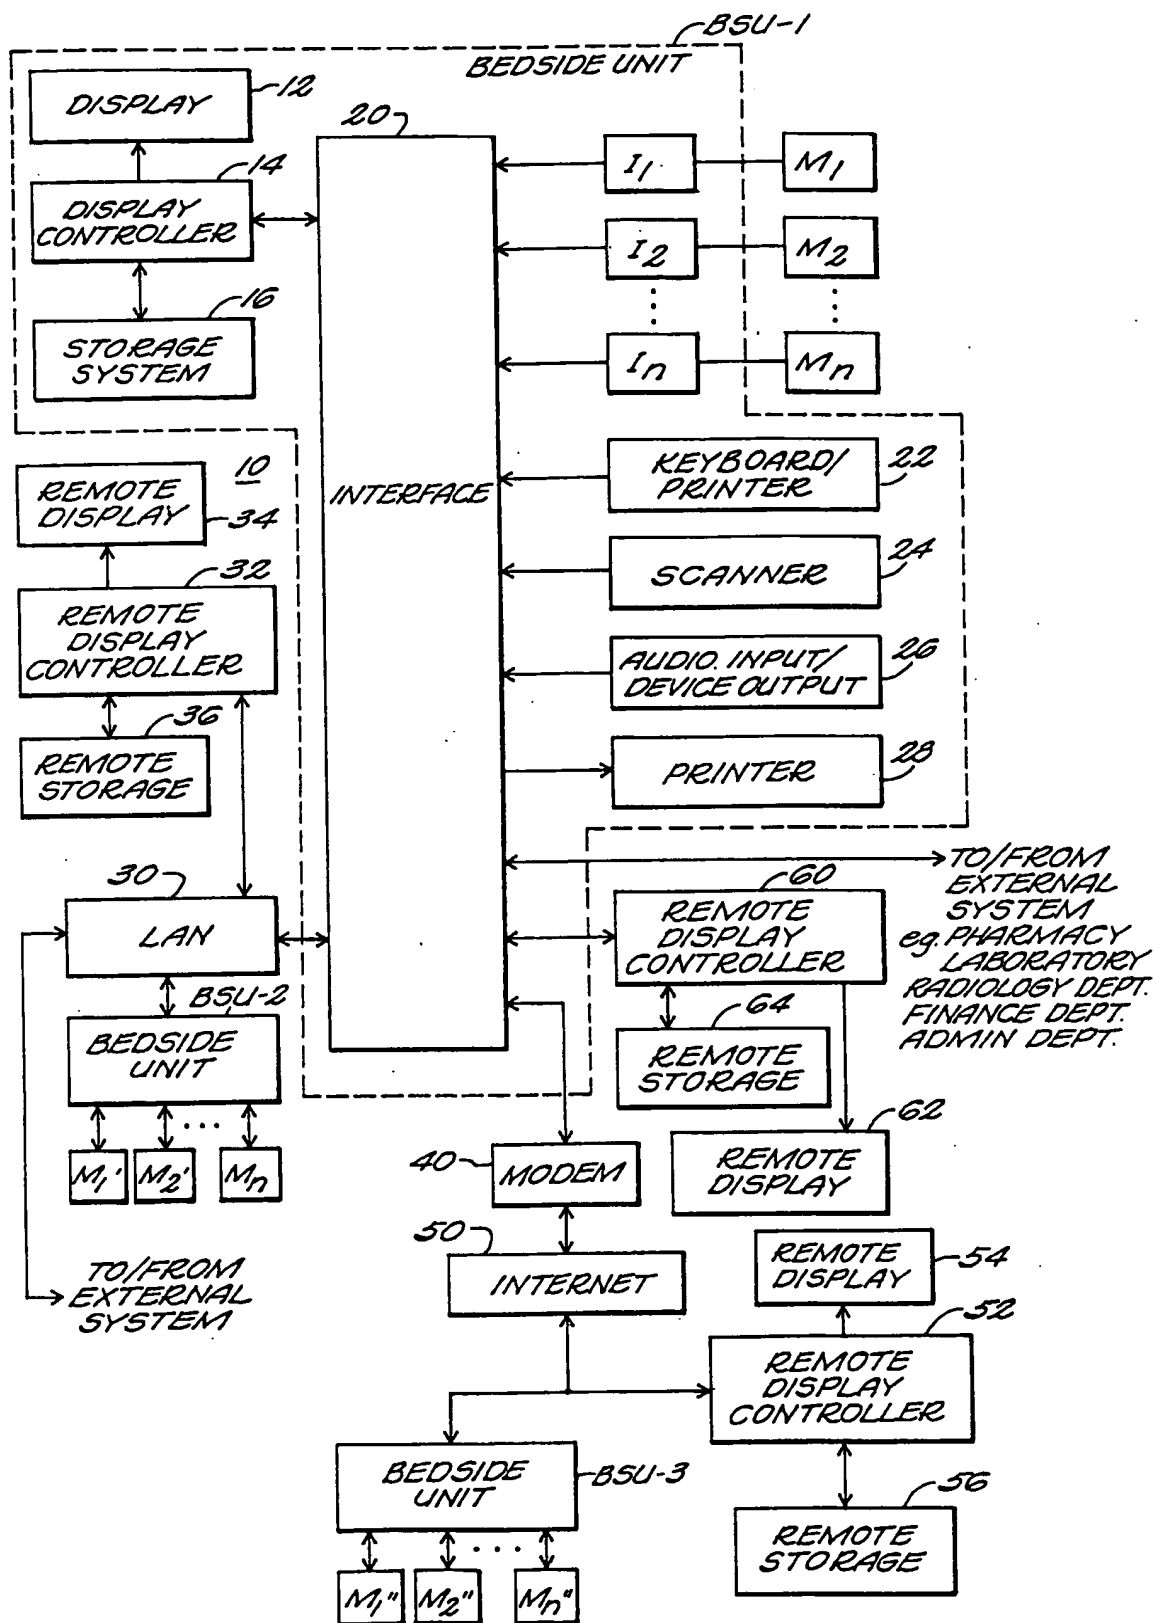 BSU-1
BEDSIDE UNIT
DISPLAY
12
14
DISPLAY
CONTROLLER
16
STORAGE
SYSTEM
20
INTERFACE
I1
M1
I2
M2
In
Mn
KEYBOARD/
PRINTER
22
SCANNER
24
AUDIO. INPUT/
DEVICE OUTPUT
26
PRINTER
28
10
REMOTE
DISPLAY
34
32
REMOTE
DISPLAY
CONTROLLER
36
REMOTE
STORAGE
30
LAN
BSU-2
BEDSIDE
UNIT
M1'
M2'
Mn
TO/FROM
EXTERNAL
SYSTEM
TO/FROM
EXTERNAL
SYSTEM
eg. PHARMACY
LABORATORY
RADIOLOGY DEPT.
FINANCE DEPT.
ADMIN DEPT.
60
REMOTE
DISPLAY
CONTROLLER
64
REMOTE
STORAGE
62
REMOTE
DISPLAY
40
MODEM
50
INTERNET
REMOTE
DISPLAY
54
52
REMOTE
DISPLAY
CONTROLLER
56
REMOTE
STORAGE
BEDSIDE
UNIT
BSU-3
M1"
M2"
Mn"